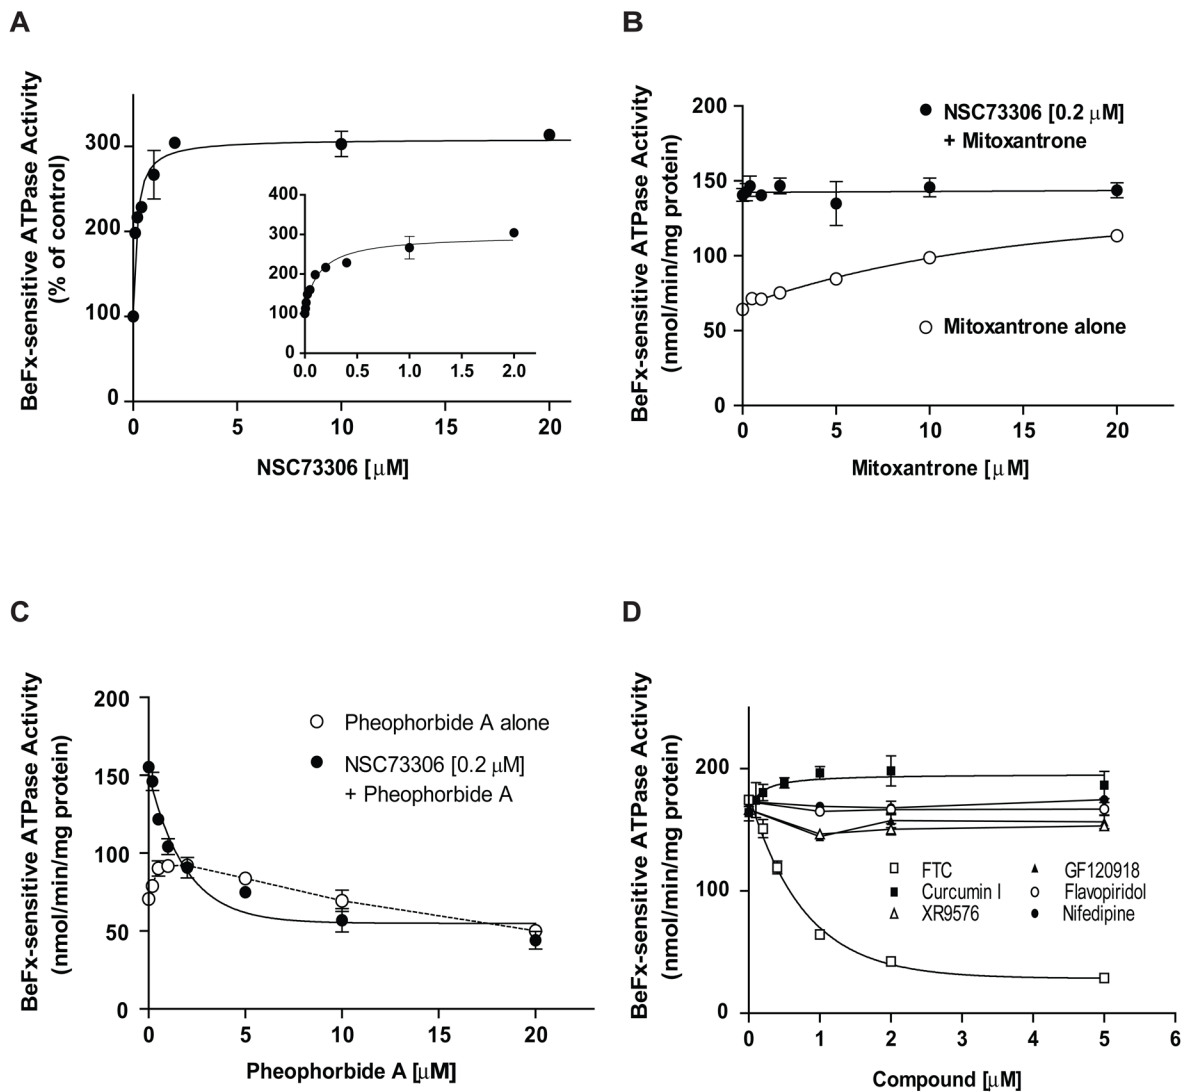 A
BeFx-sensitive ATPase Activity
(% of control)
300
200
100
0
0 5 10 15 20
NSC73306 [μM]
400
300
200
100
0
0.0 0.5 1.0 1.5 2.0
B
BeFx-sensitive ATPase Activity
(nmol/min/mg protein)
200
150
100
50
0
0 5 10 15 20
Mitoxantrone [μM]
NSC73306 [0.2 μM]
+ Mitoxantrone
Mitoxantrone alone
C
BeFx-sensitive ATPase Activity
(nmol/min/mg protein)
200
150
100
50
0
0 5 10 15 20
Pheophorbide A [μM]
Pheophorbide A alone
NSC73306 [0.2 μM]
+ Pheophorbide A
D
BeFx-sensitive ATPase Activity
(nmol/min/mg protein)
200
100
0
0 1 2 3 4 5 6
Compound [μM]
FTC
Curcumin I
XR9576
GF120918
Flavopiridol
Nifedipine